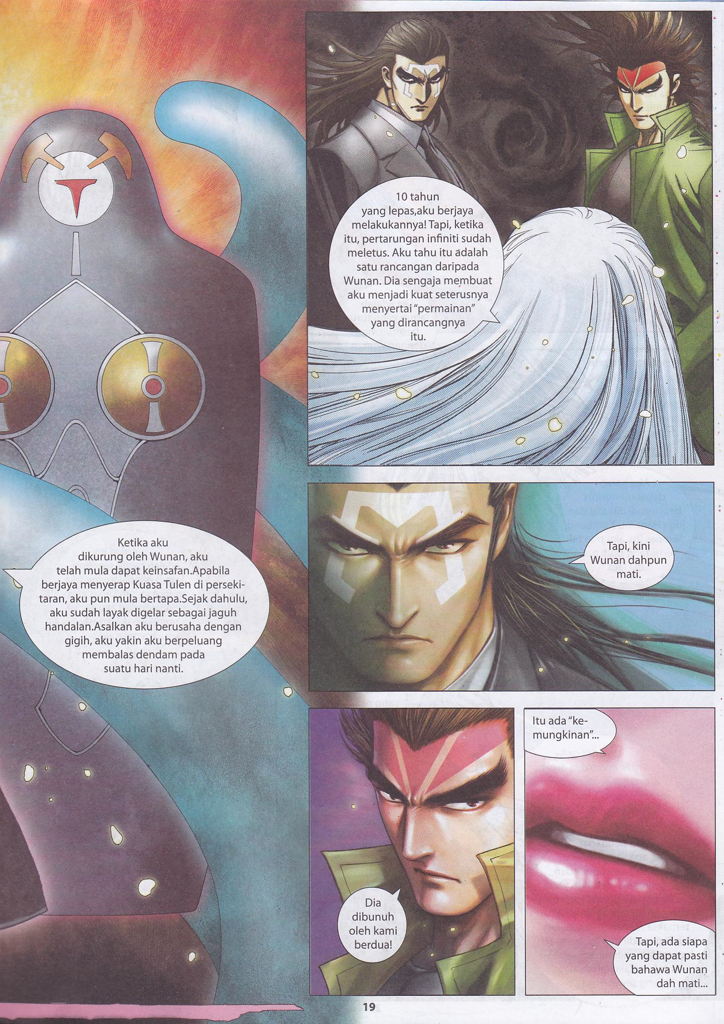 Ketika aku
dikurung oleh Wunan, aku
telah mula dapat keinsafan.Apabila
berjaya menyerap Kuasa Tulen di perseki-
taran, aku pun mula bertapa.Sejak dahulu,
aku sudah layak digelar sebagai jaguh
handalan.Asalkan aku berusaha dengan
gigih, aku yakin aku berpeluang
membalas dendam pada
suatu hari nanti.
10 tahun
yang lepas,aku berjaya
melakukannya! Tapi, ketika
itu, pertarungan infiniti sudah
meletus. Aku tahu itu adalah
satu rancangan daripada
Wunan. Dia sengaja membuat
aku menjadi kuat seterusnya
menyertai “permainan”
yang dirancangnya
itu.
Tapi, kini
Wunan dahpun
mati.
Dia
dibunuh
oleh kami
berdua!
Itu ada “ke-
mungkinan”...
Tapi, ada siapa
yang dapat pasti
bahawa Wunan
dah mati...
19